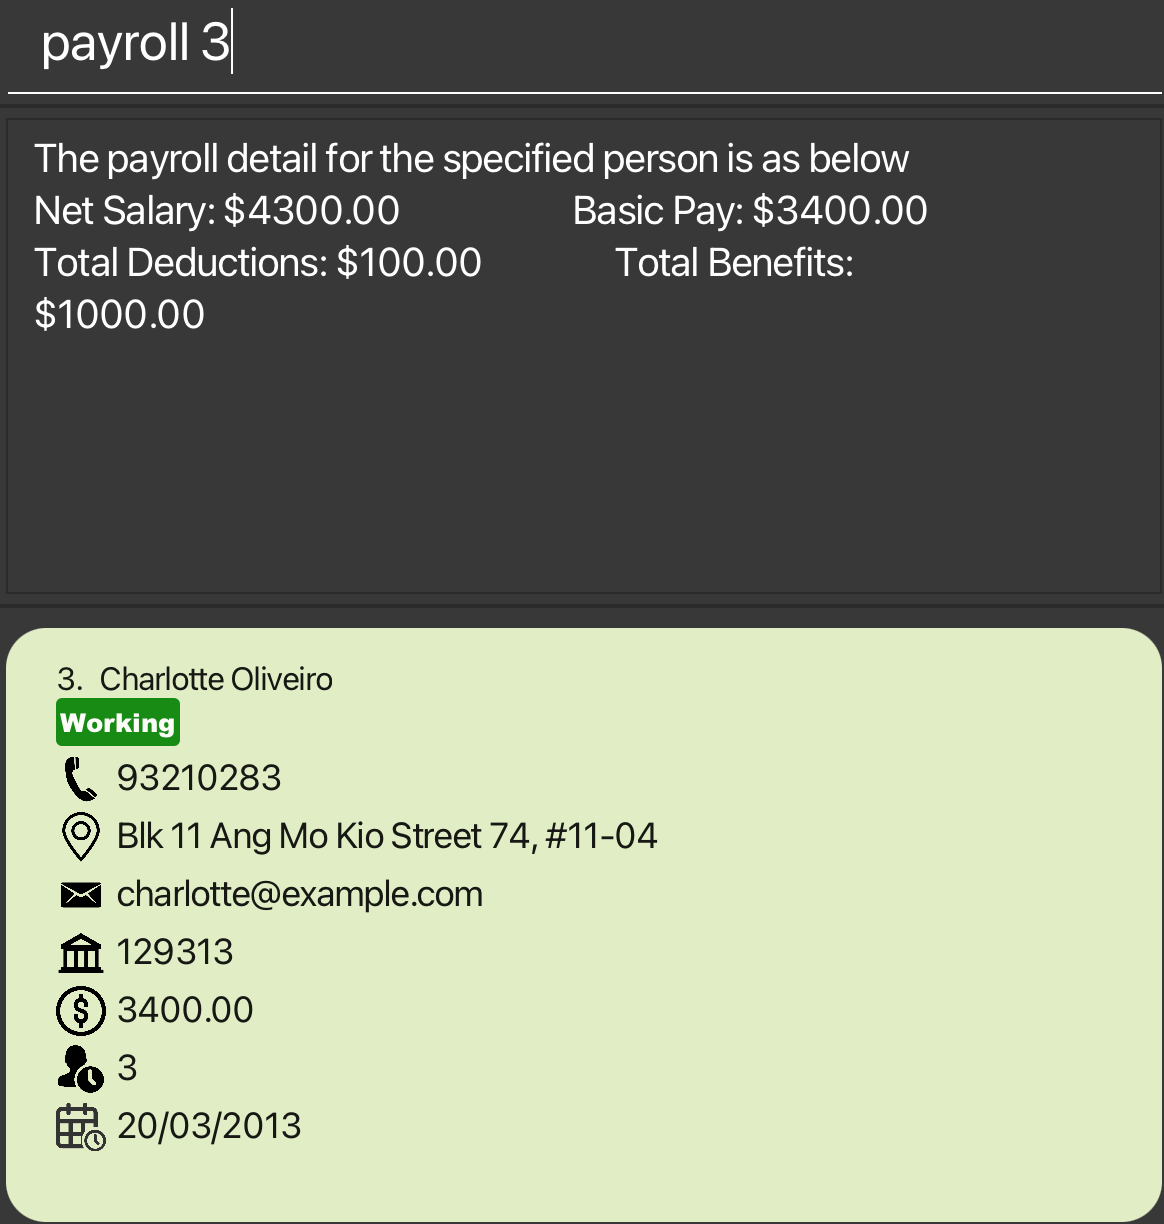 payroll 3
The payroll detail for the specified person is as below
Net Salary: $4300.00 Basic Pay: $3400.00
Total Deductions: $100.00 Total Benefits:
$1000.00
3. Charlotte Oliveiro
Working
93210283
Blk 11 Ang Mo Kio Street 74, #11-04
charlotte@example.com
129313
3400.00
3
20/03/2013